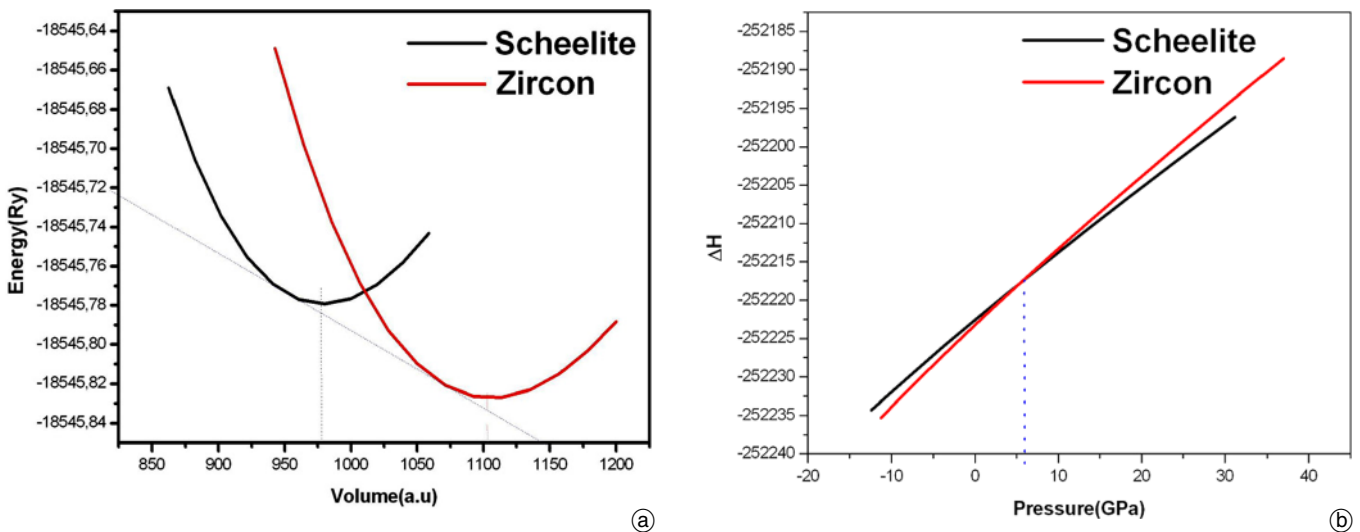 -18545,64
-18545,66
-18545,68
-18545,70
-18545,72
-18545,74
-18545,76
-18545,78
-18545,80
-18545,82
-18545,84
Energy(Ry)
Scheelite
Zircon
850 900 950 1000 1050 1100 1150 1200
Volume(a.u)
a
-252185
-252190
-252195
-252200
-252205
-252210
-252215
-252220
-252225
-252230
-252235
-252240
ΔH
Scheelite
Zircon
-20 -10 0 10 20 30 40
Pressure(GPa)
b